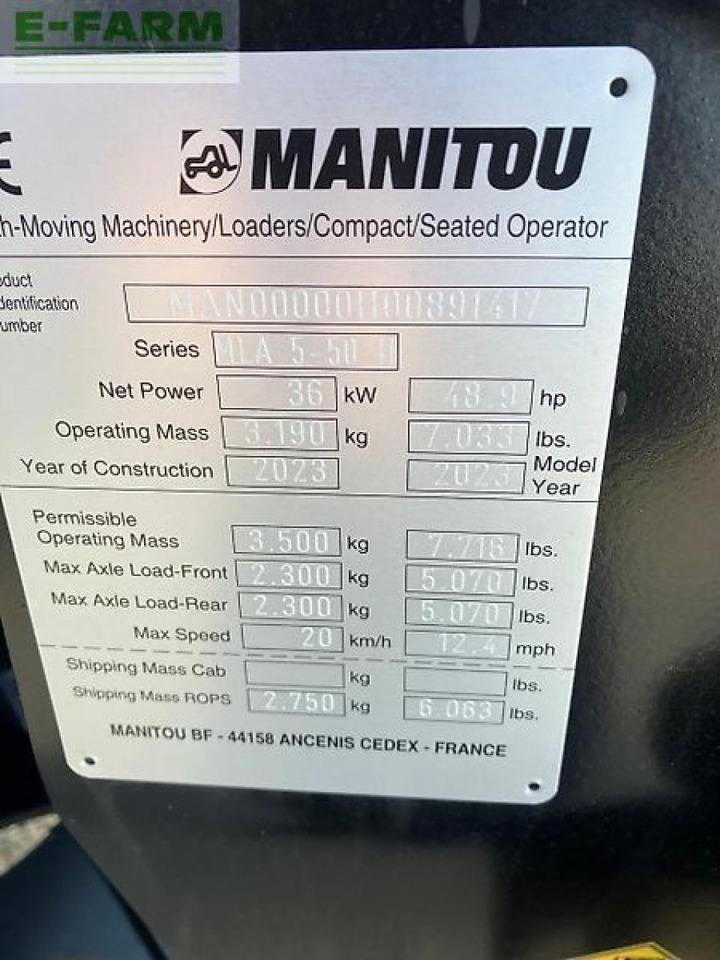 E-FARM
CE
MANITOU
th-Moving Machinery/Loaders/Compact/Seated Operator
oduct
dentification
umber
MAN00000H00891417
Series MLA 5-50 H
Net Power 36 kW 48.9 hp
Operating Mass 3.190 kg 7.033 lbs.
Year of Construction 2023 2023 Model Year
Permissible
Operating Mass 3.500 kg 7.716 lbs.
Max Axle Load-Front 2.300 kg 5.070 lbs.
Max Axle Load-Rear 2.300 kg 5.070 lbs.
Max Speed 20 km/h 12.4 mph
Shipping Mass Cab kg lbs.
Shipping Mass ROPS 2.750 kg 6.063 lbs.
MANITOU BF - 44158 ANCENIS CEDEX - FRANCE